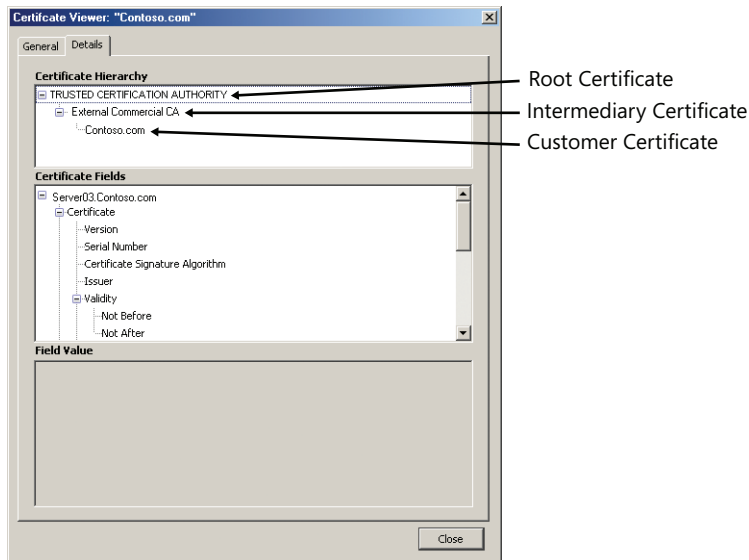 Certifcate Viewer: "Contoso.com"
General Details
Certificate Hierarchy
TRUSTED CERTIFICATION AUTHORITY
External Commercial CA
Contoso.com
Root Certificate
Intermediary Certificate
Customer Certificate
Certificate Fields
Server03.Contoso.com
Certificate
Version
Serial Number
Certificate Signature Algorithm
Issuer
Validity
Not Before
Not After
Field Value
Close